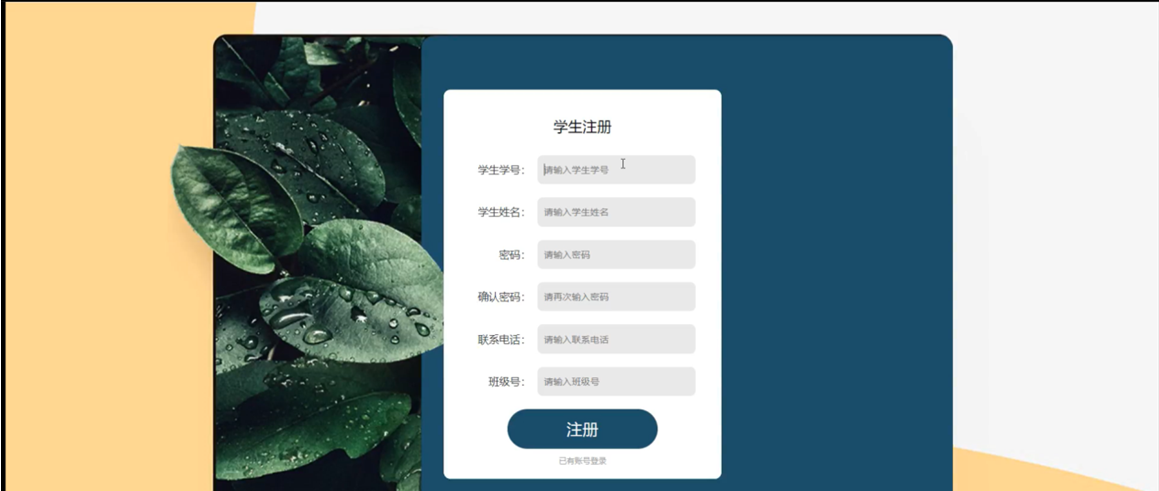 学生注册
学生学号： 请输入学生学号
学生姓名： 请输入学生姓名
密码： 请输入密码
确认密码： 请再次输入密码
联系电话： 请输入联系电话
班级号： 请输入班级号
注册
已有账号登录